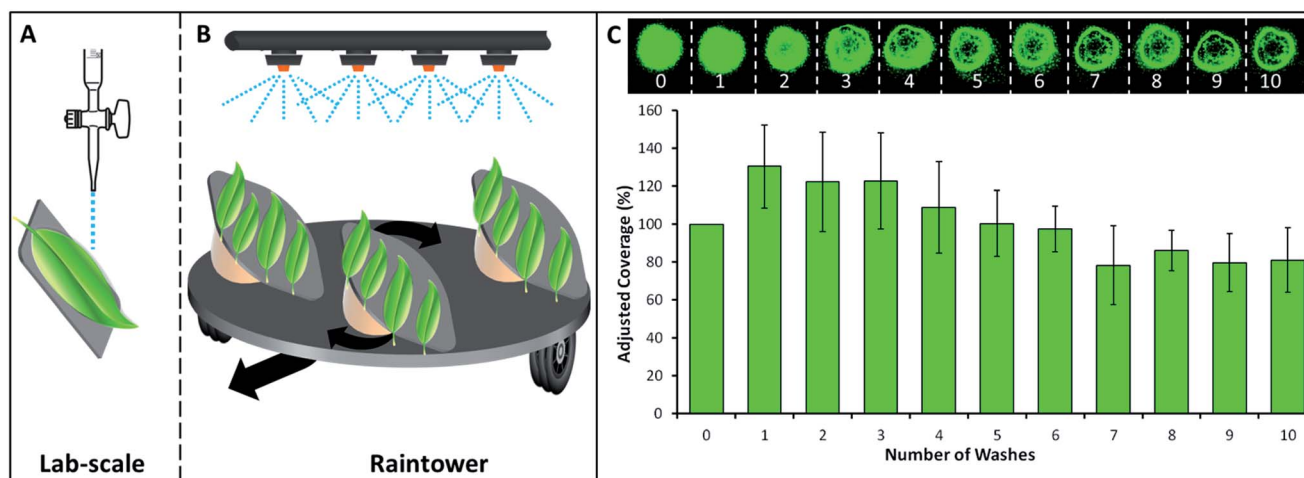 A
B
C
0 1 2 3 4 5 6 7 8 9 10
160
140
120
100
80
60
40
20
0
Adjusted Coverage (%)
0 1 2 3 4 5 6 7 8 9 10
Number of Washes
Lab-scale
Raintower